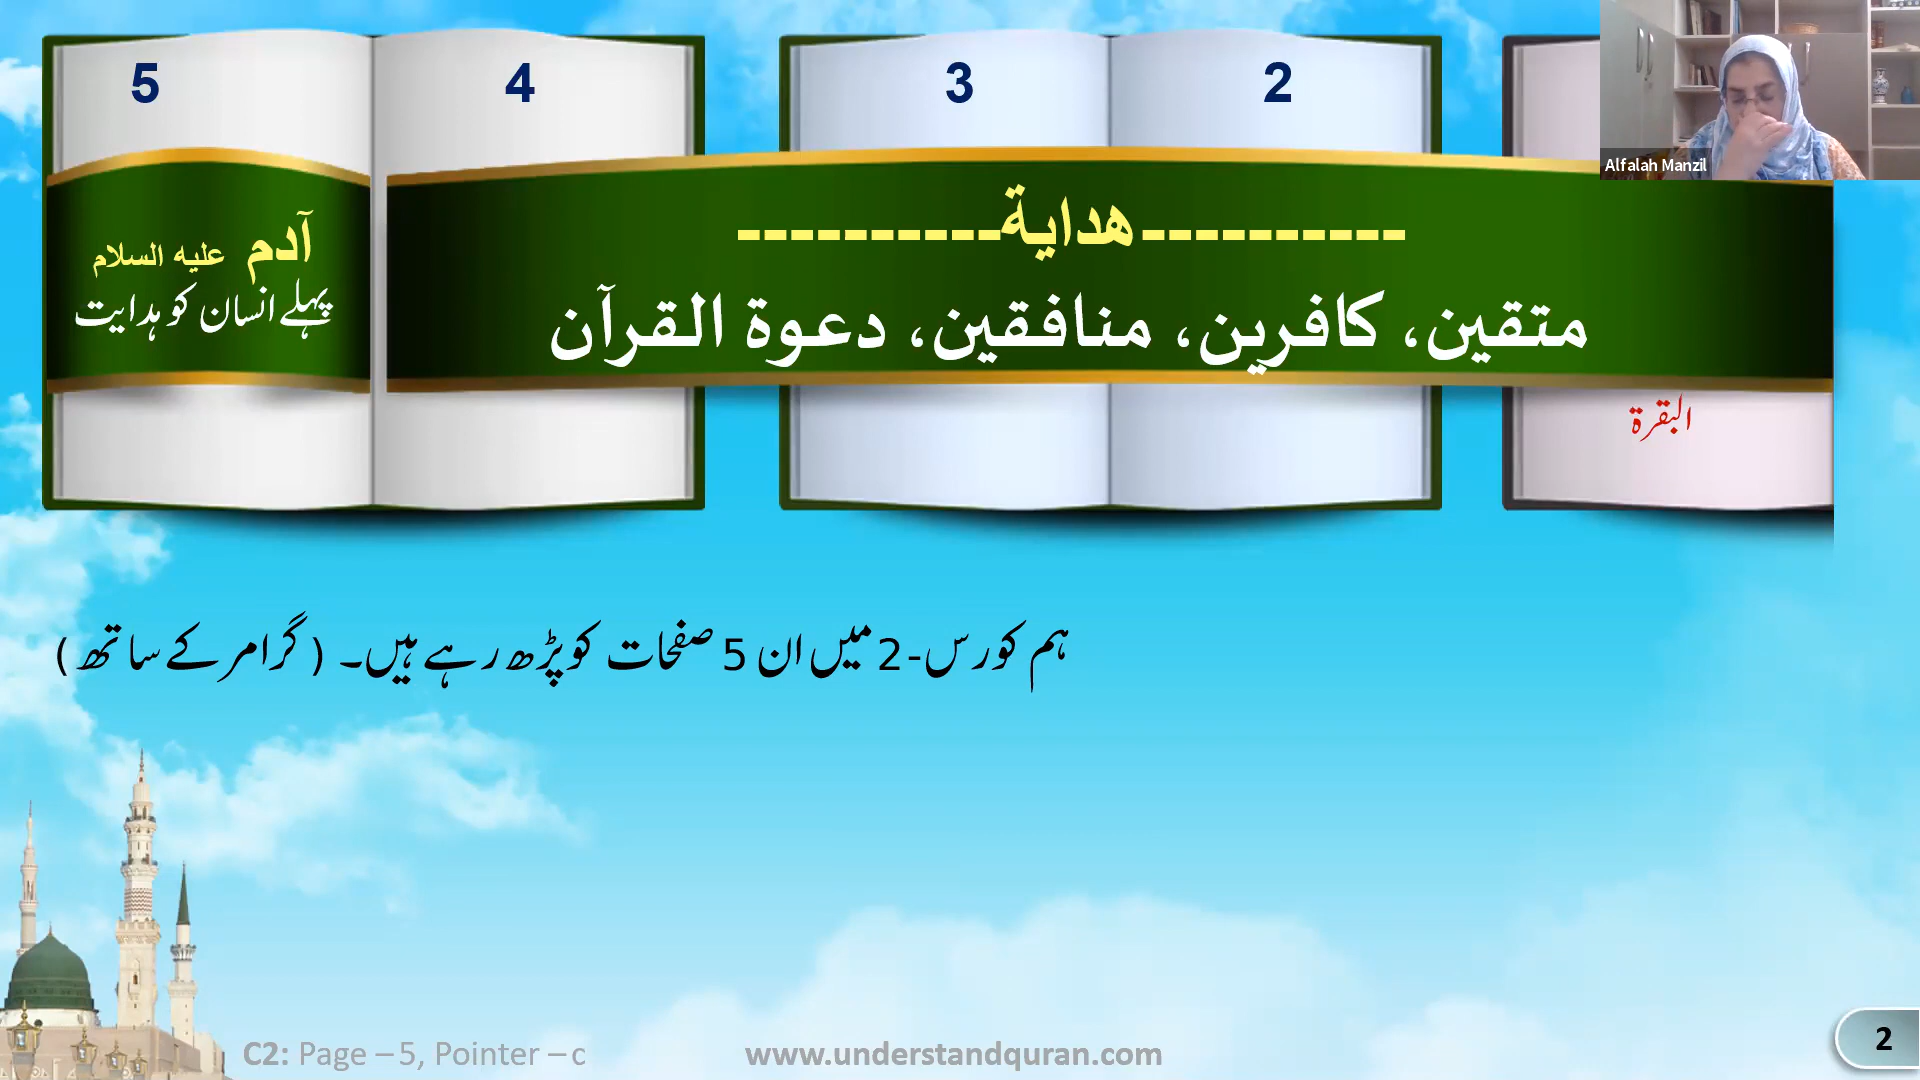 5
4
3
2
Alfalah Manzil
----------هداية----------
متقين، كافرين، منافقين، دعوة القرآن
آدم عليه السلام
پہلے انسان کو ہدایت
البقرة
ہم کورس-2 میں ان 5 صفحات کو پڑھ رہے ہیں۔ (گرامر کے ساتھ)
C2: Page – 5, Pointer – c
www.understandquran.com
2